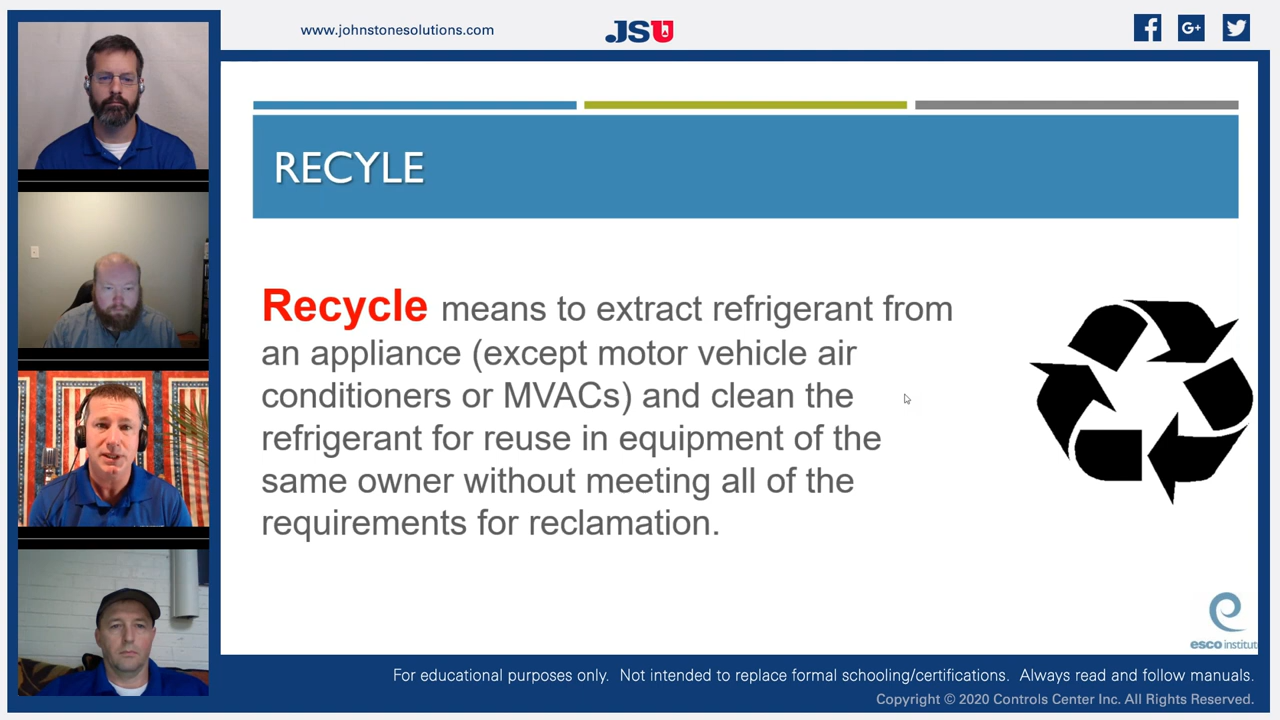 www.johnstonesolutions.com
JSU
RECYLE
Recycle means to extract refrigerant from
an appliance (except motor vehicle air
conditioners or MVACs) and clean the
refrigerant for reuse in equipment of the
same owner without meeting all of the
requirements for reclamation.
esco institut
For educational purposes only. Not intended to replace formal schooling/certifications. Always read and follow manuals.
Copyright © 2020 Controls Center Inc. All Rights Reserved.